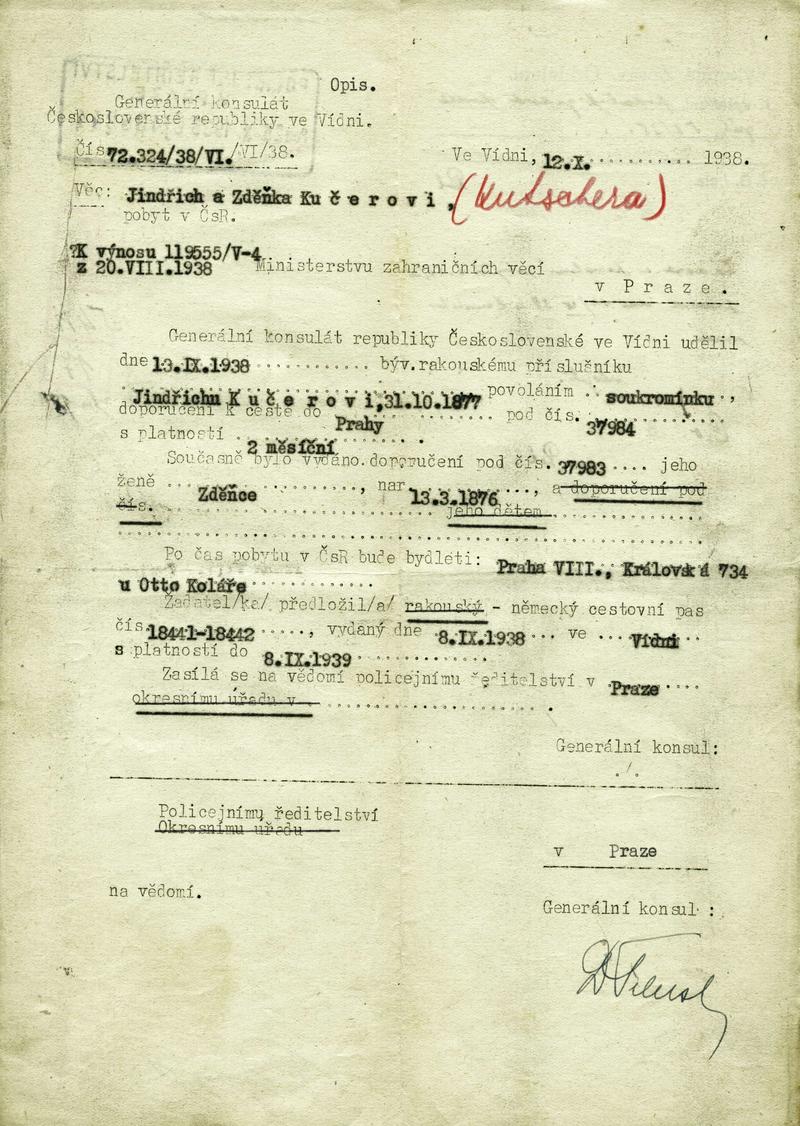 Opis.
Generální konsulát
Československé republiky ve Vídni.
Čís 72.324/38/VI./VI/38.
Ve Vídni, 12.X. .......... 1938.
Věc: Jindřich a Zděňka Kučerovi, (Kutschera)
pobyt v ČsR.
K výnosu 119555/V-4
z 20.VIII.1938 Ministerstvu zahraničních věcí
v Praze.
Generální konsulát republiky Československé ve Vídni udělil
dne 13.IX.1938 ............ býv.rakouskému příslušníku
Jindřichu Kučerovi, 31.10.1877 povoláním soukromínku,
doporučení k cestě do Prahy pod čís. 37984
s platností 2 měsíční
Současně bylo vydáno doporučení pod čís. 37983 .... jeho
ženě ... Zděnce ..........., nar 13.3.1876 ..., a doporučení pod
čís. .......... jeho dětem ..........
Po čas pobytu v ČsR bude bydleti: Praha VIII., Králová 734
u Otto Koláře ............
Žadatel/ka/ předložil/a/ rakouský - německý cestovní pas
čís. 18441-18442 ....., vydaný dne 8.IX.1938 ... ve ... Vídni ..
s platností do 8.IX.1939 ............
Zasílá se na vědomí policejnímu ředitelství v Praze ....
okresnímu úřadu v .................... .
Generální konsul:
./.
Policejnímu ředitelství
Okresnímu úřadu
v Praze
na vědomí.
Generální konsul :